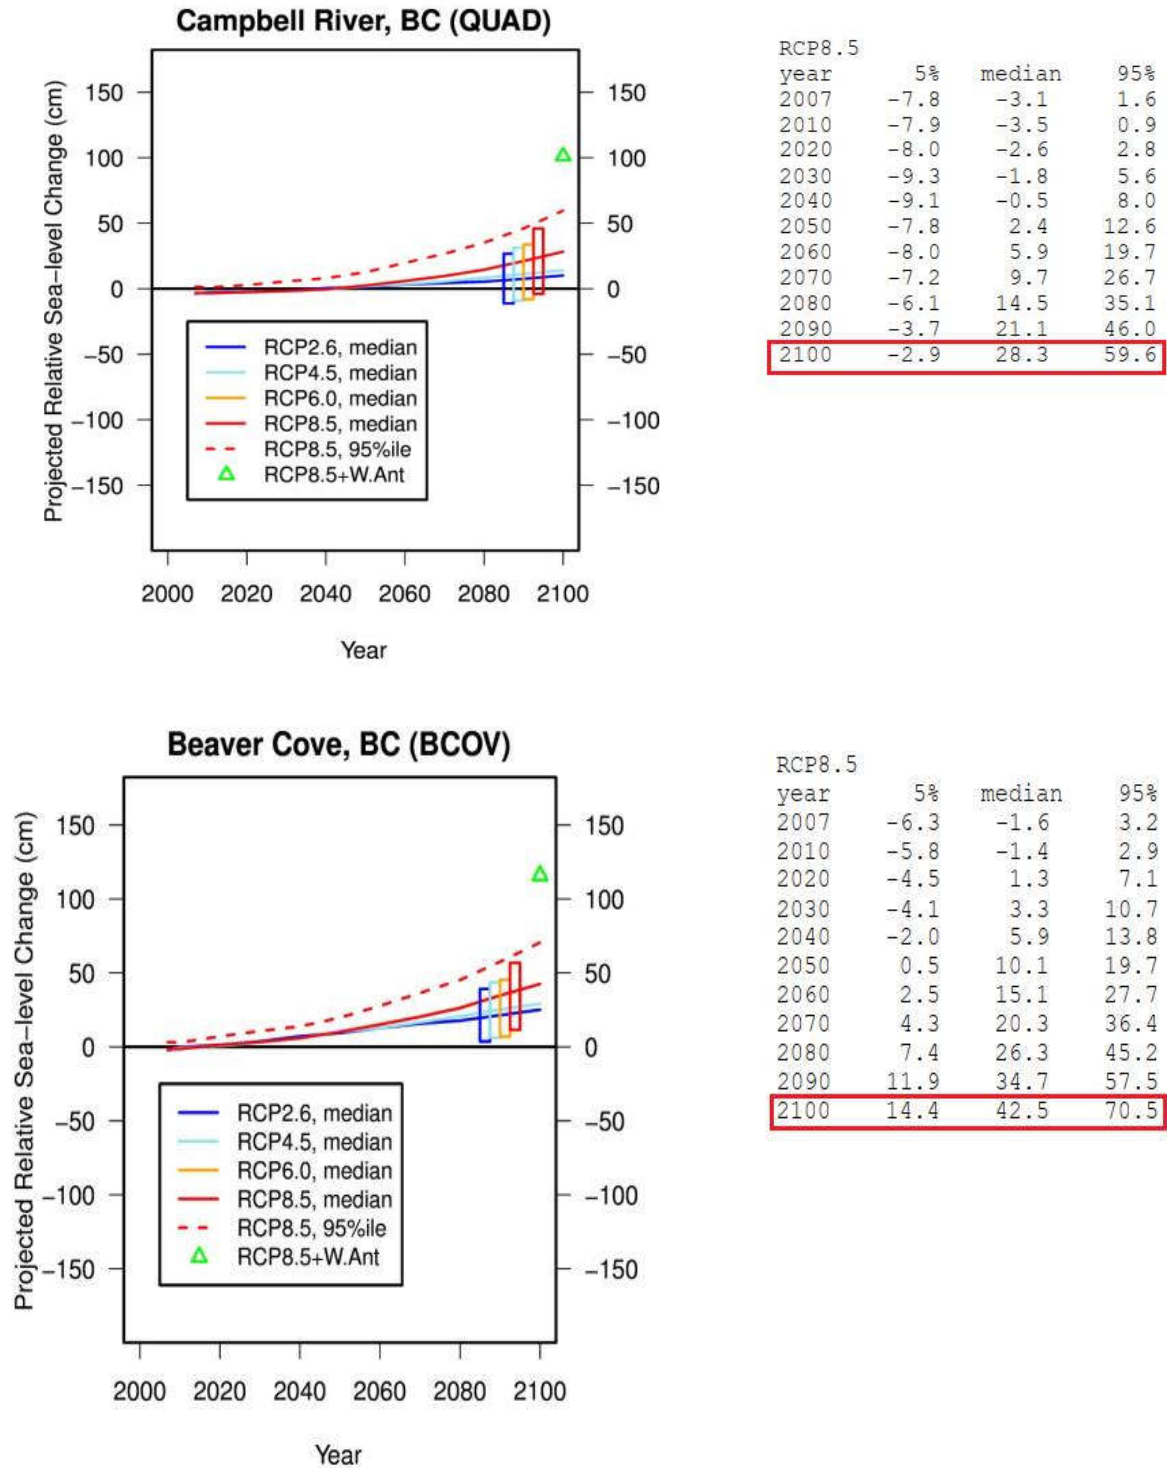 Campbell River, BC (QUAD)
Projected Relative Sea−level Change (cm)
150
100
50
0
−50
−100
−150
150
100
50
0
−50
−100
−150
RCP2.6, median
RCP4.5, median
RCP6.0, median
RCP8.5, median
RCP8.5, 95%ile
RCP8.5+W.Ant
2000 2020 2040 2060 2080 2100
Year
RCP8.5
year 5% median 95%
2007 -7.8 -3.1 1.6
2010 -7.9 -3.5 0.9
2020 -8.0 -2.6 2.8
2030 -9.3 -1.8 5.6
2040 -9.1 -0.5 8.0
2050 -7.8 2.4 12.6
2060 -8.0 5.9 19.7
2070 -7.2 9.7 26.7
2080 -6.1 14.5 35.1
2090 -3.7 21.1 46.0
2100 -2.9 28.3 59.6
Beaver Cove, BC (BCOV)
Projected Relative Sea−level Change (cm)
150
100
50
0
−50
−100
−150
150
100
50
0
−50
−100
−150
RCP2.6, median
RCP4.5, median
RCP6.0, median
RCP8.5, median
RCP8.5, 95%ile
RCP8.5+W.Ant
2000 2020 2040 2060 2080 2100
Year
RCP8.5
year 5% median 95%
2007 -6.3 -1.6 3.2
2010 -5.8 -1.4 2.9
2020 -4.5 1.3 7.1
2030 -4.1 3.3 10.7
2040 -2.0 5.9 13.8
2050 0.5 10.1 19.7
2060 2.5 15.1 27.7
2070 4.3 20.3 36.4
2080 7.4 26.3 45.2
2090 11.9 34.7 57.5
2100 14.4 42.5 70.5